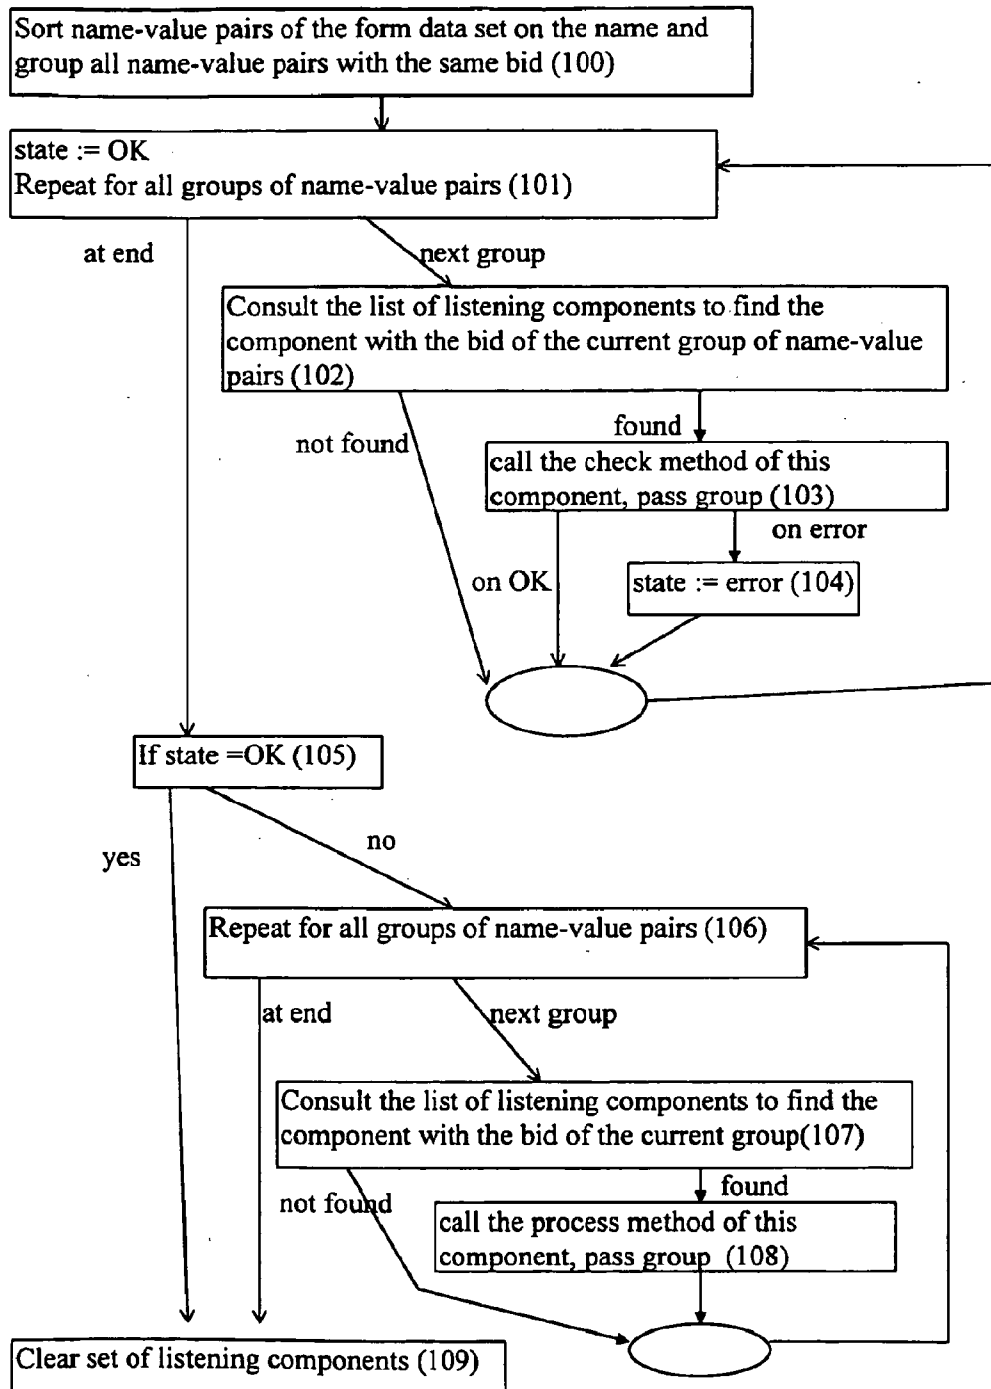 Sort name-value pairs of the form data set on the name and
group all name-value pairs with the same bid (100)
state := OK
Repeat for all groups of name-value pairs (101)
at end
next group
Consult the list of listening components to find the
component with the bid of the current group of name-value
pairs (102)
not found
found
call the check method of this
component, pass group (103)
on error
on OK
state := error (104)
If state =OK (105)
yes
no
Repeat for all groups of name-value pairs (106)
at end
next group
Consult the list of listening components to find the
component with the bid of the current group(107)
not found
found
call the process method of this
component, pass group (108)
Clear set of listening components (109)